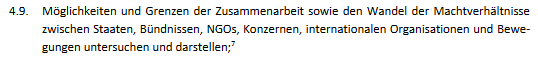 4.9. Möglichkeiten und Grenzen der Zusammenarbeit sowie den Wandel der Machtverhältnisse
zwischen Staaten, Bündnissen, NGOs, Konzernen, internationalen Organisationen und Bewe-
gungen untersuchen und darstellen;⁷